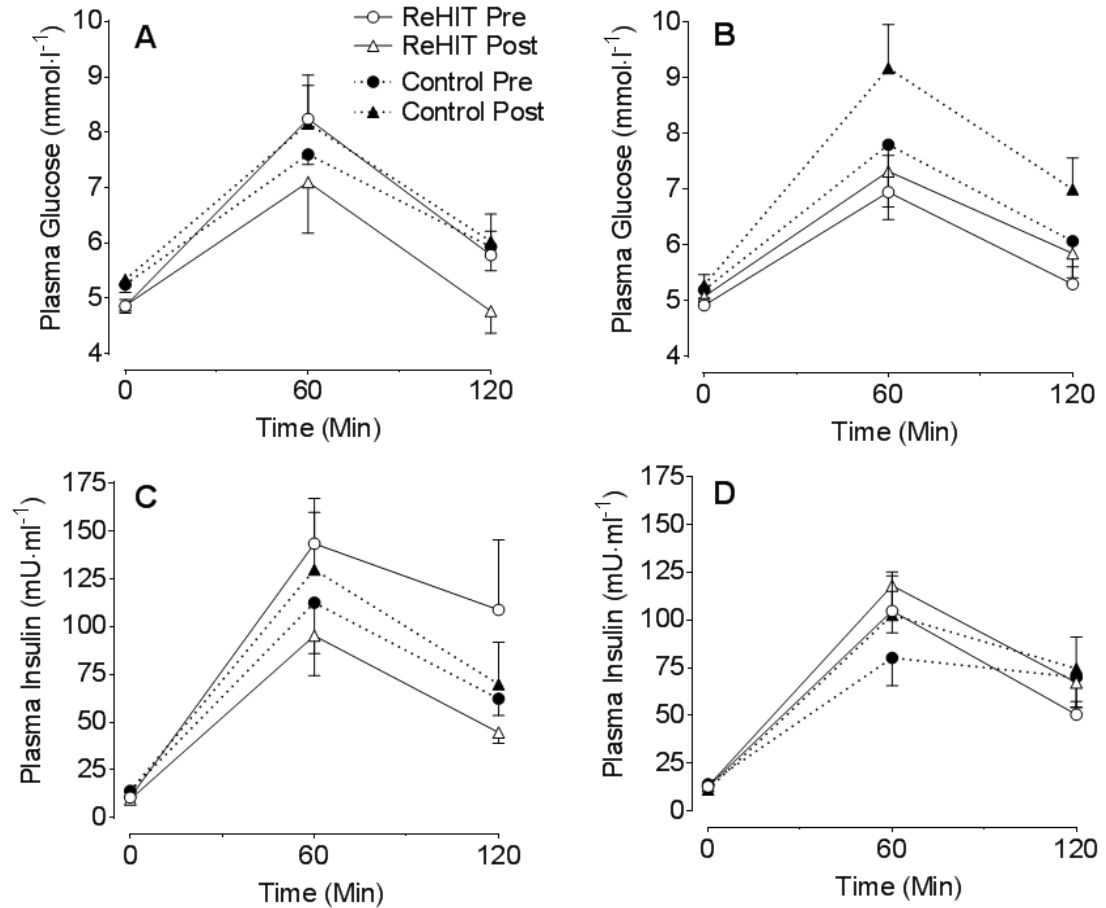 A
ReHIT Pre
ReHIT Post
Control Pre
Control Post
Plasma Glucose (mmol·l⁻¹)
10
9
8
7
6
5
4
0 60 120
Time (Min)
B
Plasma Glucose (mmol·l⁻¹)
10
9
8
7
6
5
4
0 60 120
Time (Min)
C
Plasma Insulin (mU·ml⁻¹)
175
150
125
100
75
50
25
0
0 60 120
Time (Min)
D
Plasma Insulin (mU·ml⁻¹)
175
150
125
100
75
50
25
0
0 60 120
Time (Min)